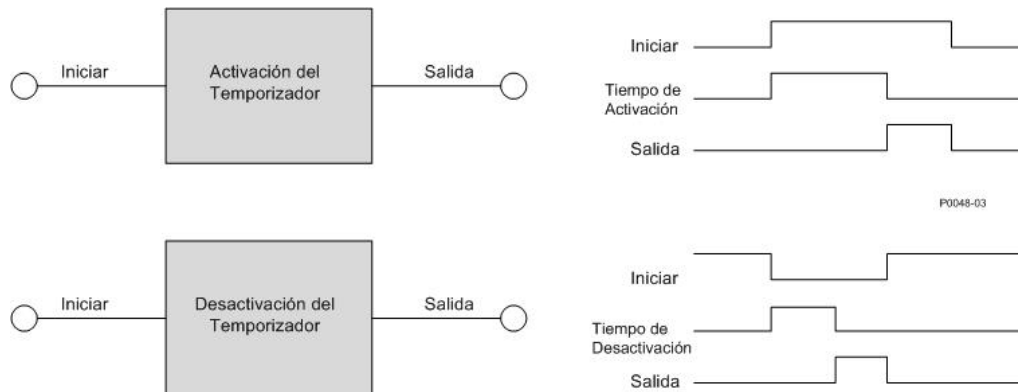 Iniciar
Activación del
Temporizador
Salida
Iniciar
Tiempo de
Activación
Salida
P0048-03
Iniciar
Desactivación del
Temporizador
Salida
Iniciar
Tiempo de
Desactivación
Salida